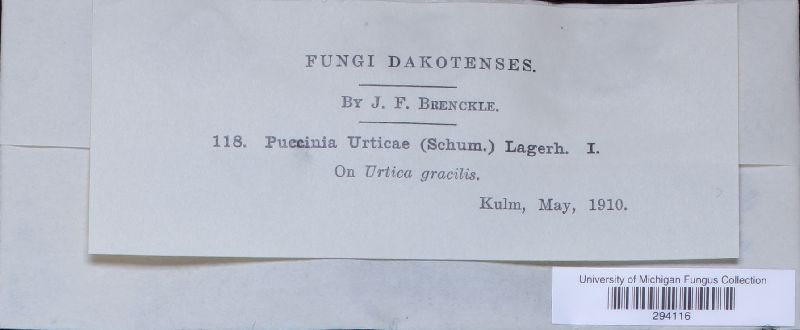 FUNGI DAKOTENSES.
By J. F. Brenckle.
118. Puccinia Urticae (Schum.) Lagerh. I.
On Urtica gracilis.
Kulm, May, 1910.
University of Michigan Fungus Collection
294116